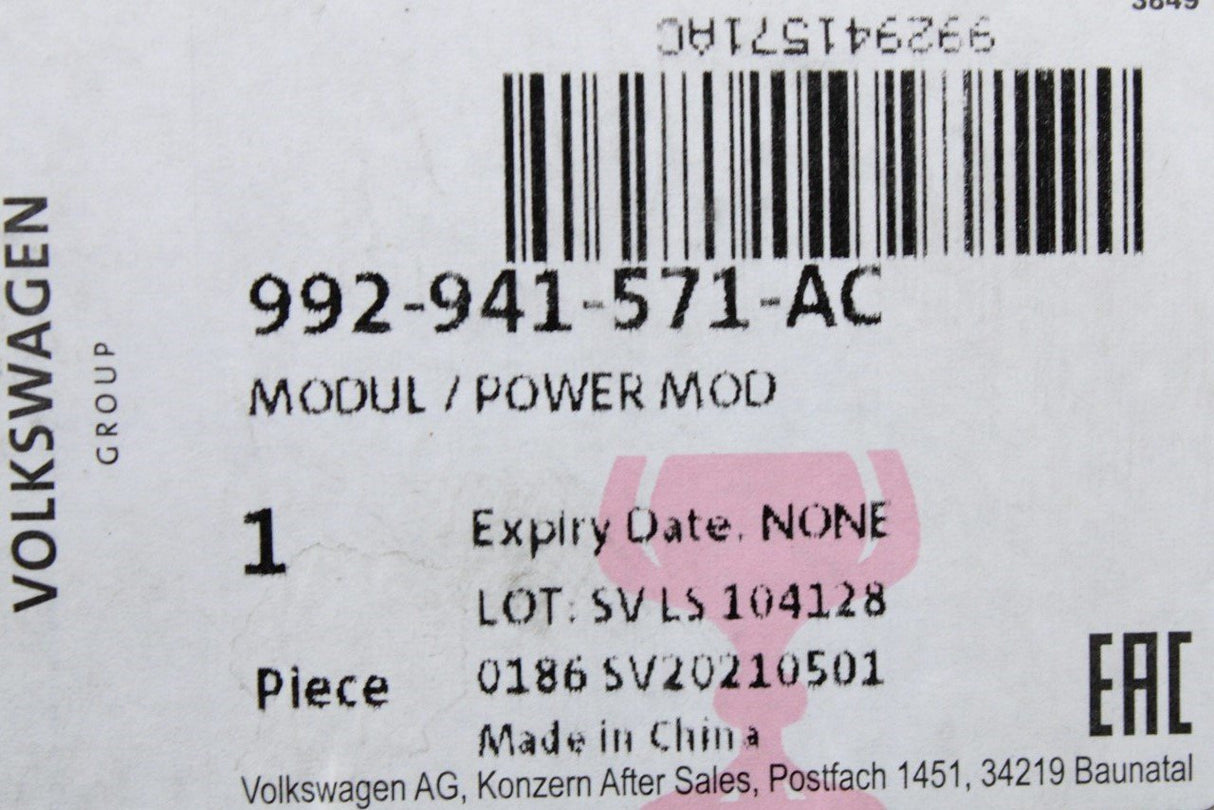 3849
992941571AC
992-941-571-AC
MODUL / POWER MOD
1
Expiry Date. NONE
LOT: SV LS 104128
Piece
0186 SV20210501
Made in China
EAC
Volkswagen AG, Konzern After Sales, Postfach 1451, 34219 Baunatal
VOLKSWAGEN
GROUP